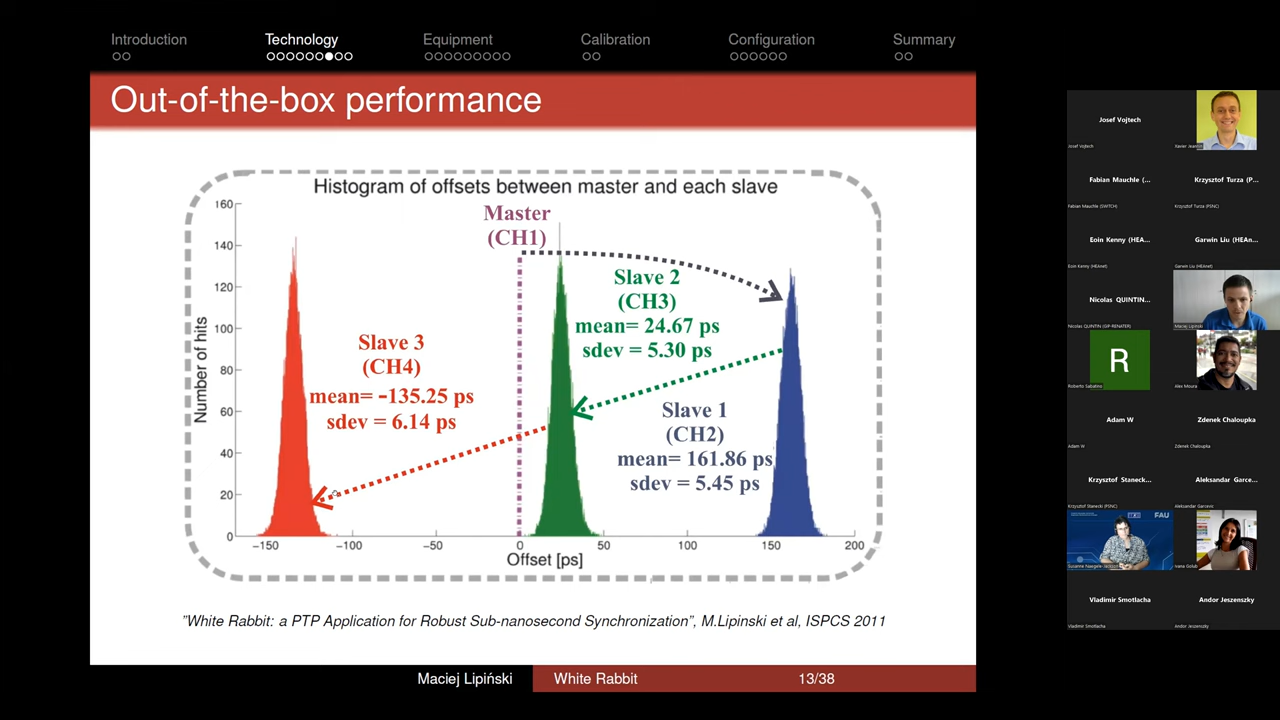 Introduction
Technology
Equipment
Calibration
Configuration
Summary
Out-of-the-box performance
Histogram of offsets between master and each slave
Number of hits
160
140
120
100
80
60
40
20
0
Master
(CH1)
Slave 2
(CH3)
mean= 24.67 ps
sdev = 5.30 ps
Slave 3
(CH4)
mean= -135.25 ps
sdev = 6.14 ps
Slave 1
(CH2)
mean= 161.86 ps
sdev = 5.45 ps
−150
−100
−50
0
50
100
150
200
Offset [ps]
"White Rabbit: a PTP Application for Robust Sub-nanosecond Synchronization", M.Lipinski et al, ISPCS 2011
Maciej Lipiński
White Rabbit
13/38
Josef Vojtech
Josef Vojtech
Xavier Jeannin
Fabian Mauchle (...
Fabian Mauchle (SWITCH)
Krzysztof Turza (P...
Krzysztof Turza (PSNC)
Eoin Kenny (HEA...
Eoin Kenny (HEAnet)
Garwin Liu (HEAn...
Garwin Liu (HEAnet)
Nicolas QUINTIN...
Nicolas QUINTIN (GIP-RENATER)
Maciej Lipinski
R
Roberto Sabatino
Alex Moura
Adam W
Adam W
Zdenek Chaloupka
Zdenek Chaloupka
Krzysztof Staneck...
Krzysztof Stanecki (PSNC)
Aleksandar Garce...
Aleksandar Garcevic
FAU
Susanne Naegele-Jackson
Ivana Golub
Vladimir Smotlacha
Vladimir Smotlacha
Andor Jeszenszky
Andor Jeszenszky